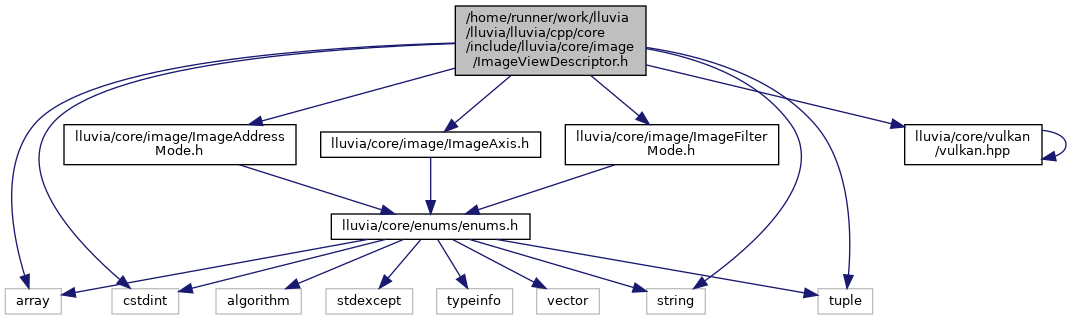 /home/runner/work/lluvia
/lluvia/lluvia/cpp/core
/include/lluvia/core/image
/ImageViewDescriptor.h
lluvia/core/image/ImageAddress
Mode.h
lluvia/core/image/ImageAxis.h
lluvia/core/image/ImageFilter
Mode.h
lluvia/core/vulkan
/vulkan.hpp
lluvia/core/enums/enums.h
array
cstdint
algorithm
stdexcept
typeinfo
vector
string
tuple